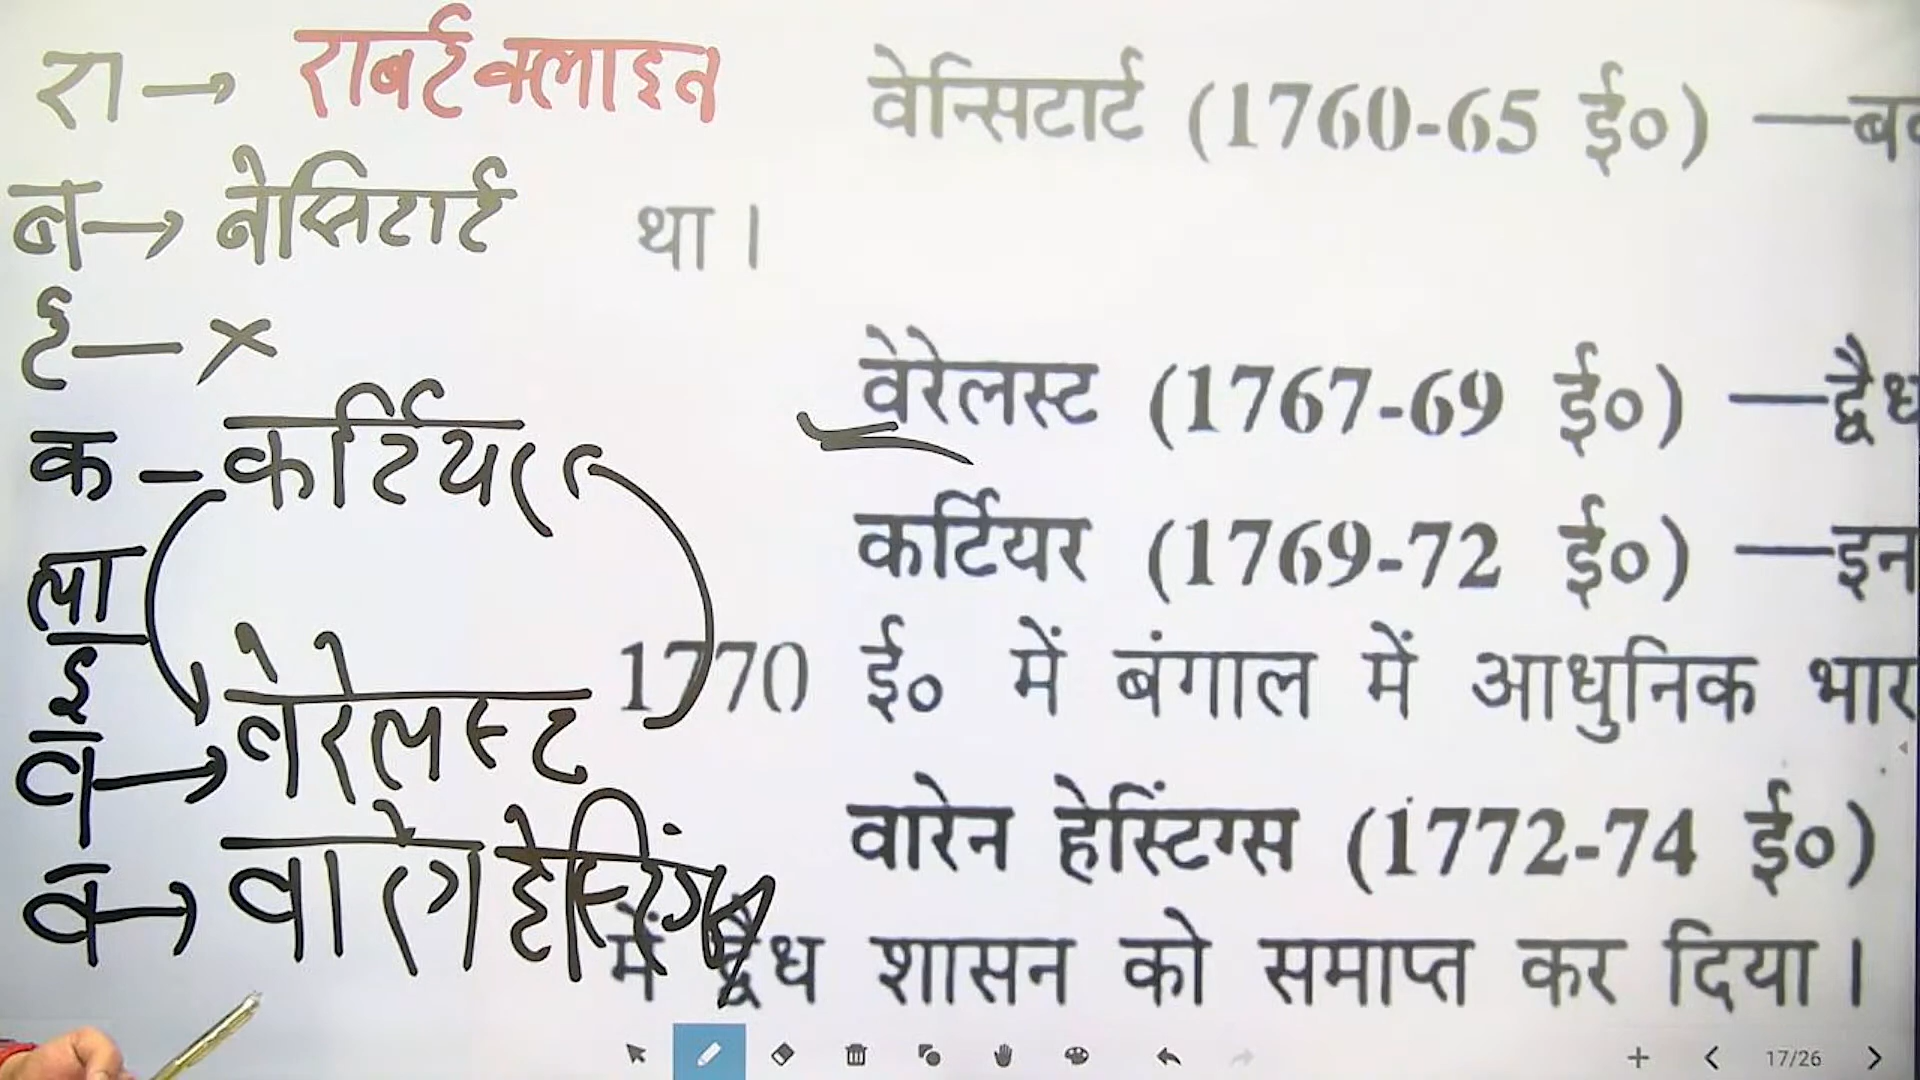 रा → राबर्ट क्लाइन
ब → वेंसिटार्ट
र्ट — ×
क — कर्टियर
ला
इ
व → वेरेलस्ट
व → वारेन हेस्टिंग्स
वेन्सिटार्ट (1760-65 ई०) —
था।
वेरेलस्ट (1767-69 ई०) —द्वैध
कर्टियर (1769-72 ई०) —इन
1770 ई० में बंगाल में आधुनिक भार
वारेन हेस्टिंग्स (1772-74 ई०)
में द्वैध शासन को समाप्त कर दिया।
17/26